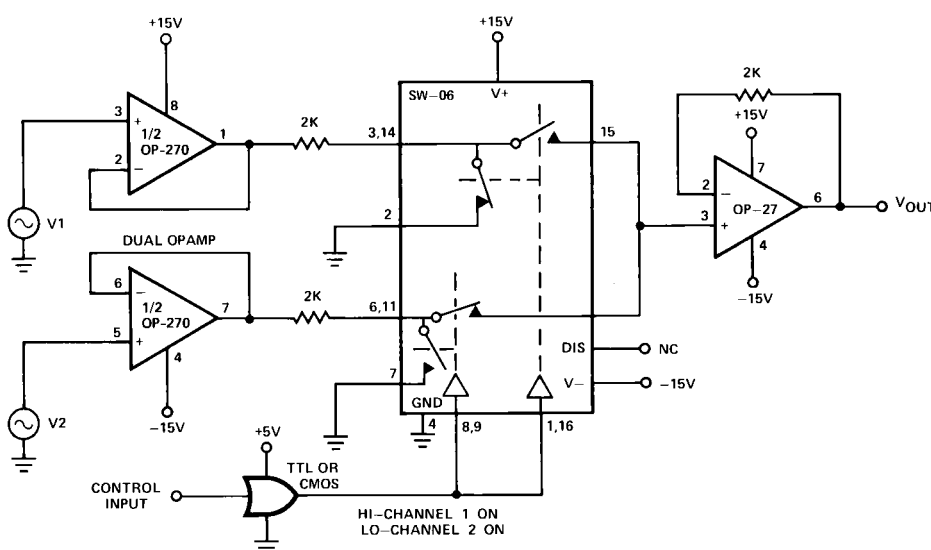 +15V
+15V
SW-06
V+
2K
+15V
3
+
1/2
OP-270
8
1
2
-
2K
3,14
15
7
2
-
OP-27
6
VOUT
3
+
4
-15V
V1
2
DUAL OPAMP
6
-
1/2
OP-270
7
2K
6,11
5
+
4
-15V
V2
7
DIS
NC
V-
-15V
GND
4
8,9
1,16
+5V
TTL OR
CMOS
CONTROL
INPUT
HI-CHANNEL 1 ON
LO-CHANNEL 2 ON